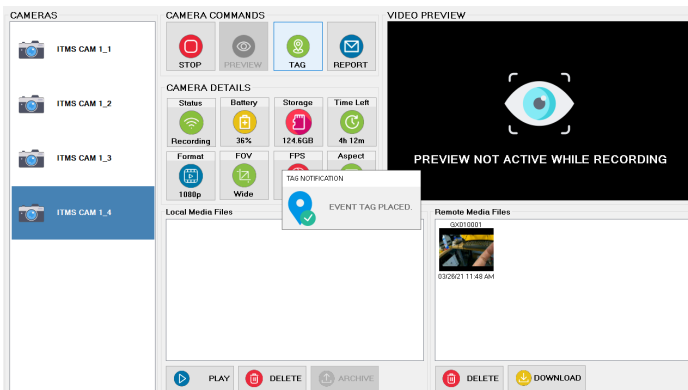 CAMERAS
ITMS CAM 1_1
ITMS CAM 1_2
ITMS CAM 1_3
ITMS CAM 1_4
CAMERA COMMANDS
STOP
PREVIEW
TAG
REPORT
CAMERA DETAILS
Status
Battery
Storage
Time Left
Recording
36%
124.6GB
4h 12m
Format
FOV
FPS
Aspect
1080p
Wide
TAG NOTIFICATION
EVENT TAG PLACED.
VIDEO PREVIEW
PREVIEW NOT ACTIVE WHILE RECORDING
Local Media Files
PLAY
DELETE
ARCHIVE
Remote Media Files
GX010001
03/26/21 11:48 AM
DELETE
DOWNLOAD